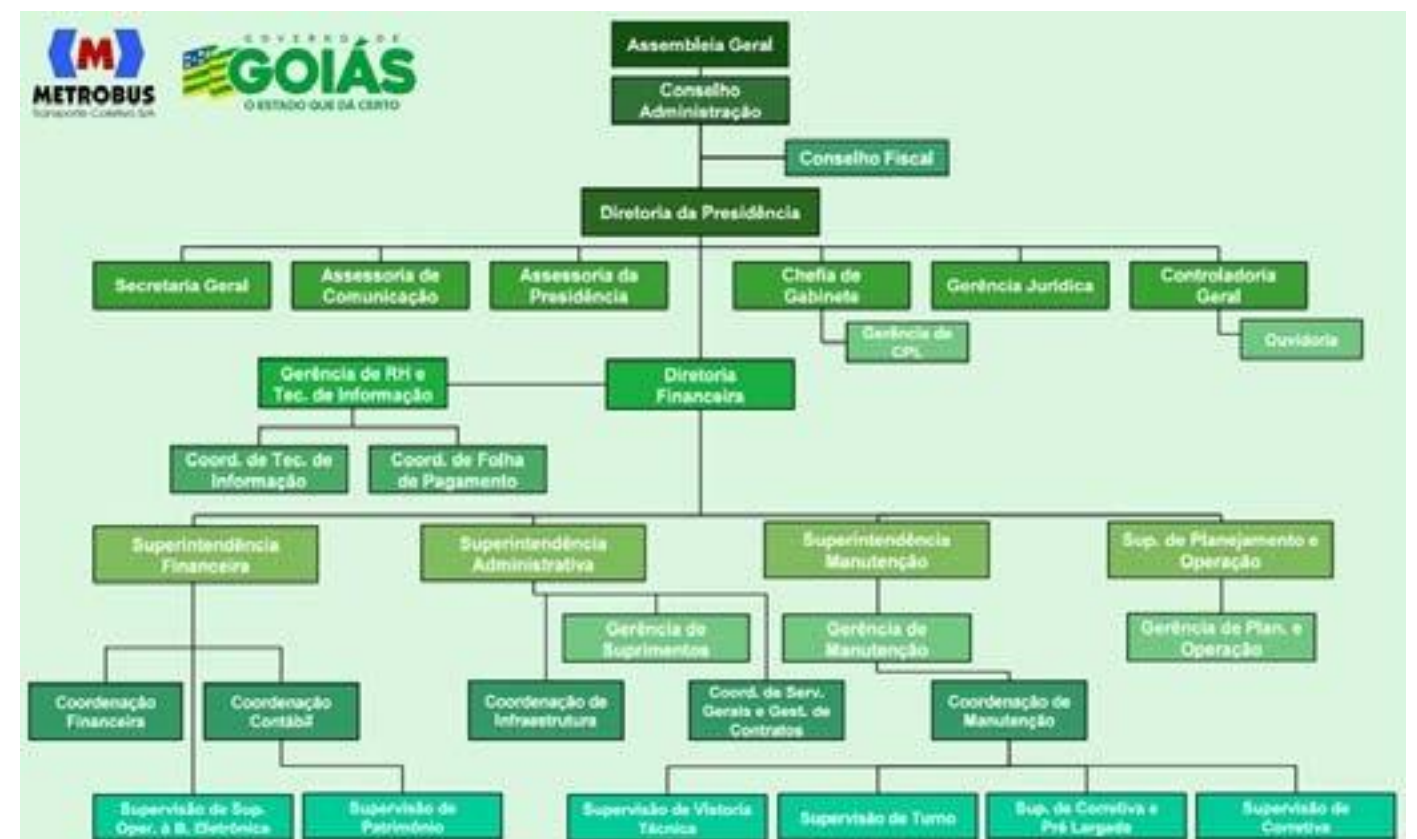 METROBUS
Transporte Coletivo S/A
GOVERNO DE
GOIÁS
O ESTADO QUE DÁ CERTO
Assembleia Geral
Conselho
Administração
Conselho Fiscal
Diretoria da Presidência
Secretaria Geral
Assessoria de
Comunicação
Assessoria da
Presidência
Chefia de
Gabinete
Gerência Jurídica
Controladoria
Geral
Gerência de
CPL
Ouvidoria
Gerência de RH e
Tec. de Informação
Diretoria
Financeira
Coord. de Tec. de
Informação
Coord. de Folha
de Pagamento
Superintendência
Financeira
Superintendência
Administrativa
Superintendência
Manutenção
Sup. de Planejamento e
Operação
Gerência de
Suprimentos
Gerência de
Manutenção
Gerência de Plan. e
Operação
Coordenação
Financeira
Coordenação
Contábil
Coordenação de
Infraestrutura
Coord. de Serv.
Gerais e Gest. de
Contratos
Coordenação de
Manutenção
Supervisão de Sup.
Oper. à B. Eletrônica
Supervisão de
Patrimônio
Supervisão de Vistoria
Técnica
Supervisão de Turno
Sup. de Corretiva e
Pré Largada
Supervisão de
Corretiva